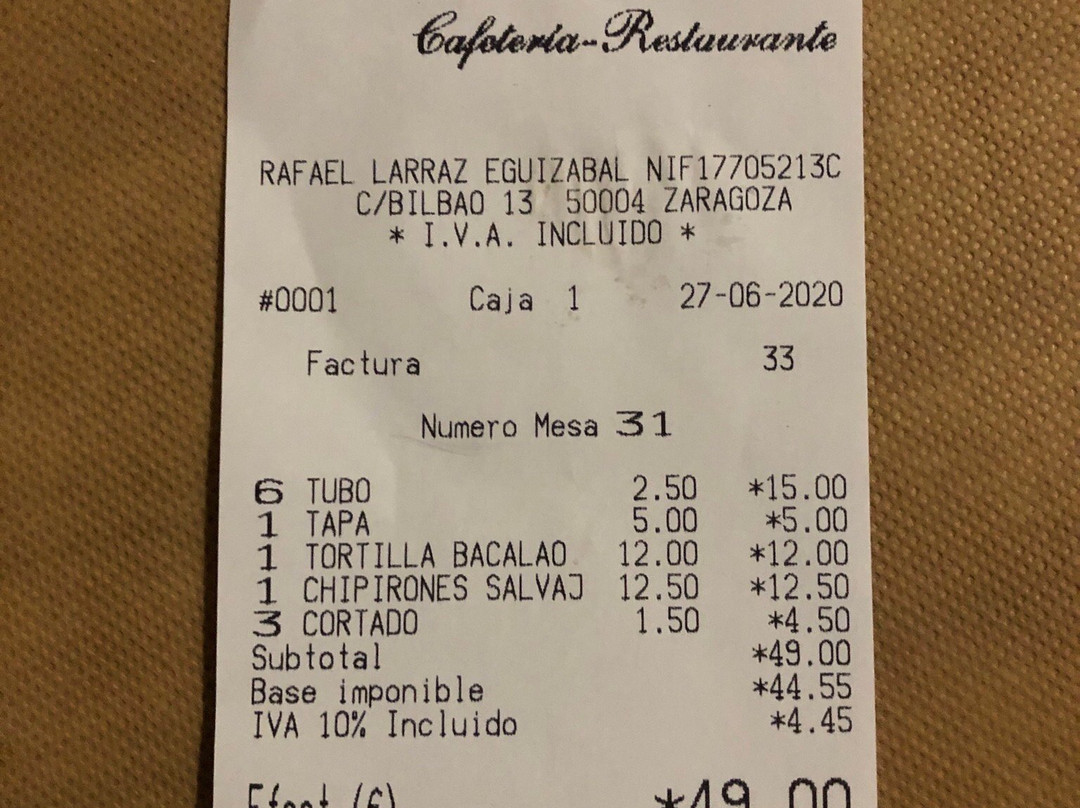 Cafetería-Restaurante
RAFAEL LARRAZ EGUIZABAL NIF17705213C
C/BILBAO 13 50004 ZARAGOZA
* I.V.A. INCLUIDO *
#0001 Caja 1 27-06-2020
Factura 33
Numero Mesa 31
6 TUBO 2.50 *15.00
1 TAPA 5.00 *5.00
1 TORTILLA BACALAO 12.00 *12.00
1 CHIPIRONES SALVAJ 12.50 *12.50
3 CORTADO 1.50 *4.50
Subtotal *49.00
Base imponible *44.55
IVA 10% Incluido *4.45
Efect (€) *49.00